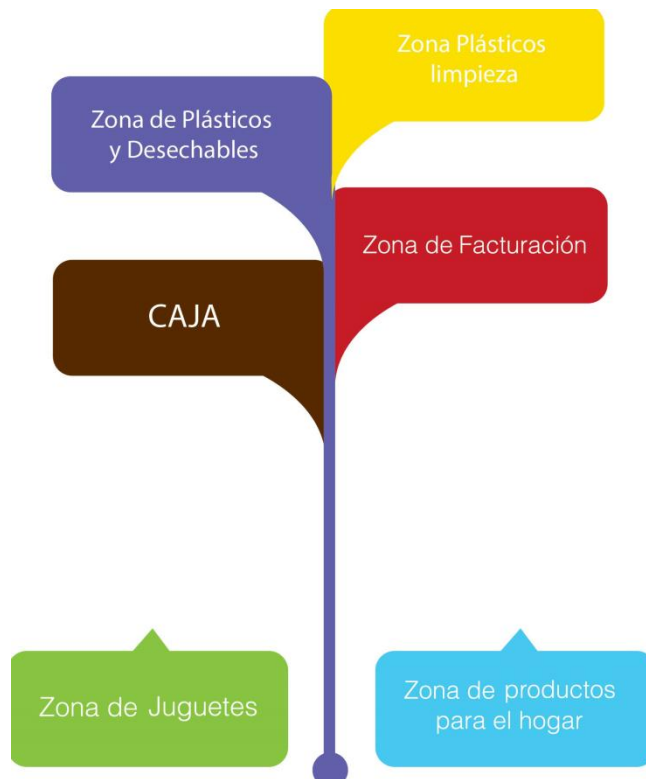 Zona Plásticos
limpieza
Zona de Plásticos
y Desechables
Zona de Facturación
CAJA
Zona de Juguetes
Zona de productos
para el hogar